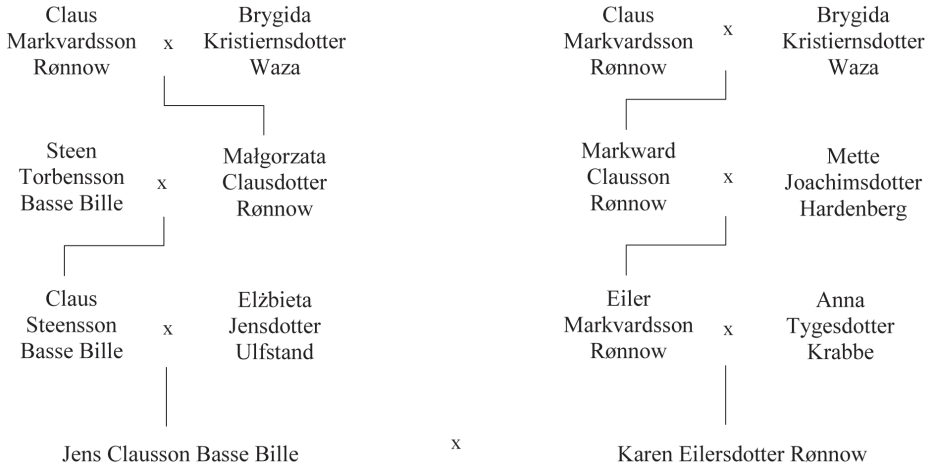 Claus
Markvardsson
Rønnow
x
Brygida
Kristiernsdotter
Waza
Claus
Markvardsson
Rønnow
x
Brygida
Kristiernsdotter
Waza
Steen
Torbensson
Basse Bille
x
Małgorzata
Clausdotter
Rønnow
Markward
Clausson
Rønnow
x
Mette
Joachimsdotter
Hardenberg
Claus
Steensson
Basse Bille
x
Elżbieta
Jensdotter
Ulfstand
Eiler
Markvardsson
Rønnow
x
Anna
Tygesdotter
Krabbe
Jens Clausson Basse Bille
x
Karen Eilersdotter Rønnow